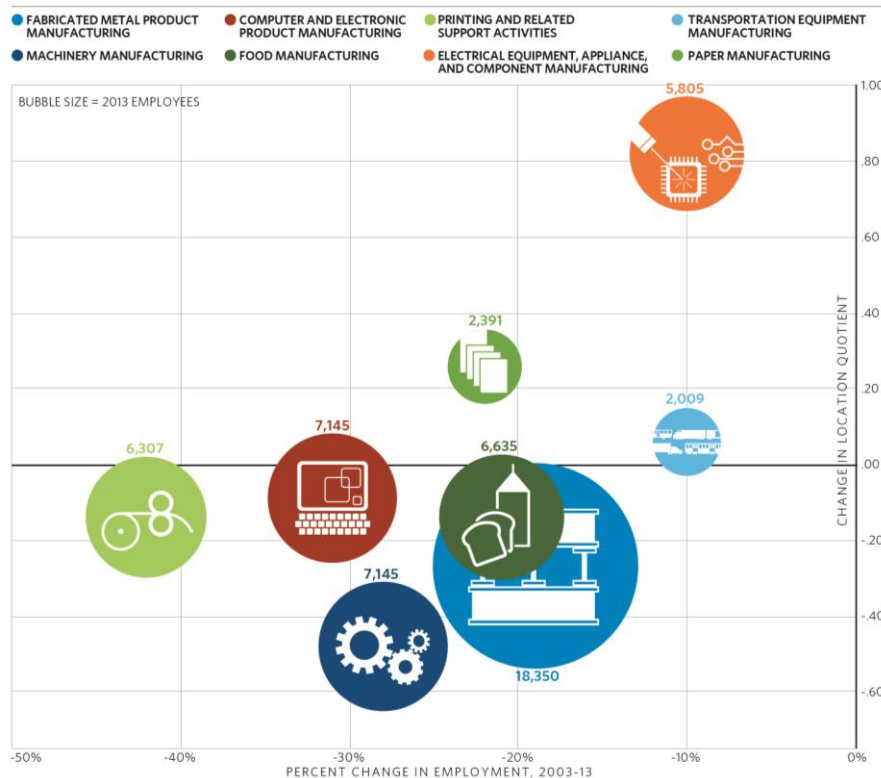 FABRICATED METAL PRODUCT
MANUFACTURING
COMPUTER AND ELECTRONIC
PRODUCT MANUFACTURING
PRINTING AND RELATED
SUPPORT ACTIVITIES
TRANSPORTATION EQUIPMENT
MANUFACTURING
MACHINERY MANUFACTURING
FOOD MANUFACTURING
ELECTRICAL EQUIPMENT, APPLIANCE,
AND COMPONENT MANUFACTURING
PAPER MANUFACTURING
BUBBLE SIZE = 2013 EMPLOYEES
5,805
1.00
.80
.60
.40
2,391
.20
2,009
7,145
6,307
6,635
.00
CHANGE IN LOCATION QUOTIENT
-.20
7,145
-.40
18,350
-.60
-50%
-40%
-30%
-20%
-10%
0%
PERCENT CHANGE IN EMPLOYMENT, 2003-13